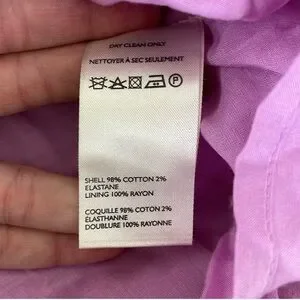 DRY CLEAN ONLY
NETTOYER À SEC SEULEMENT
P
SHELL 98% COTTON 2%
ELASTANE
LINING 100% RAYON
COQUILLE 98% COTON 2%
ÉLASTHANNE
DOUBLURE 100% RAYONNE